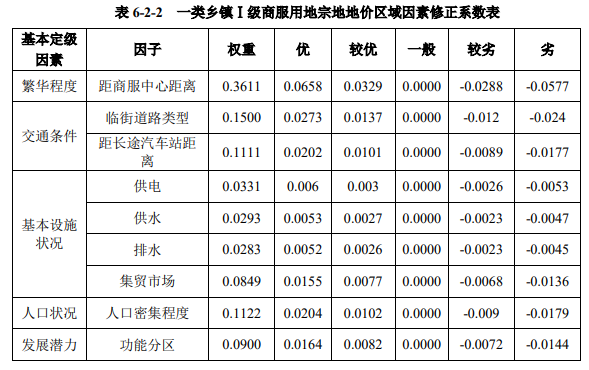 表 6-2-2 一类乡镇Ⅰ级商服用地宗地地价区域因素修正系数表
基本定级因素 因子 权重 优 较优 一般 较劣 劣
繁华程度 距商服中心距离 0.3611 0.0658 0.0329 0.0000 -0.0288 -0.0577
交通条件 临街道路类型 0.1500 0.0273 0.0137 0.0000 -0.012 -0.024
距长途汽车站距离 0.1111 0.0202 0.0101 0.0000 -0.0089 -0.0177
基本设施状况 供电 0.0331 0.006 0.003 0.0000 -0.0026 -0.0053
供水 0.0293 0.0053 0.0027 0.0000 -0.0023 -0.0047
排水 0.0283 0.0052 0.0026 0.0000 -0.0023 -0.0045
集贸市场 0.0849 0.0155 0.0077 0.0000 -0.0068 -0.0136
人口状况 人口密集程度 0.1122 0.0204 0.0102 0.0000 -0.009 -0.0179
发展潜力 功能分区 0.0900 0.0164 0.0082 0.0000 -0.0072 -0.0144